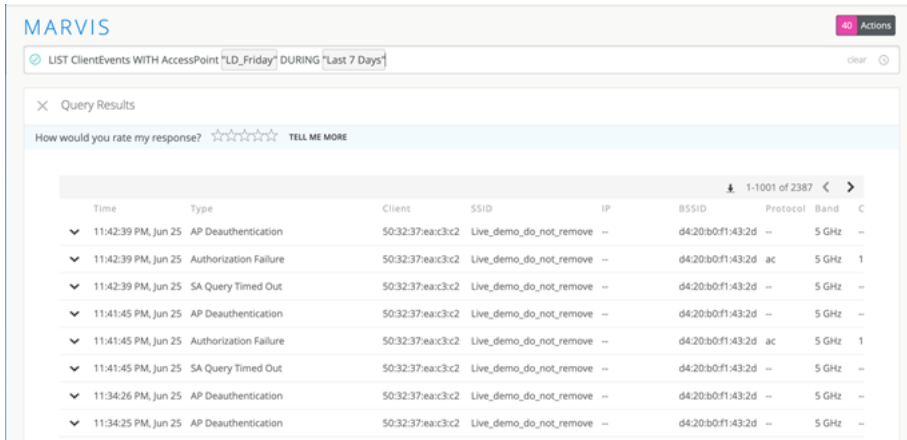 MARVIS
40 Actions
LIST ClientEvents WITH AccessPoint "LD_Friday" DURING "Last 7 Days"
clear
Query Results
How would you rate my response? TELL ME MORE
1-1001 of 2387
Time Type Client SSID IP BSSID Protocol Band C
11:42:39 PM, Jun 25 AP Deauthentication 50:32:37:ea:c3:c2 Live_demo_do_not_remove -- d4:20:b0:f1:43:2d -- 5 GHz --
11:42:39 PM, Jun 25 Authorization Failure 50:32:37:ea:c3:c2 Live_demo_do_not_remove -- d4:20:b0:f1:43:2d ac 5 GHz 1
11:42:39 PM, Jun 25 SA Query Timed Out 50:32:37:ea:c3:c2 Live_demo_do_not_remove -- d4:20:b0:f1:43:2d -- 5 GHz --
11:41:45 PM, Jun 25 AP Deauthentication 50:32:37:ea:c3:c2 Live_demo_do_not_remove -- d4:20:b0:f1:43:2d -- 5 GHz --
11:41:45 PM, Jun 25 Authorization Failure 50:32:37:ea:c3:c2 Live_demo_do_not_remove -- d4:20:b0:f1:43:2d ac 5 GHz 1
11:41:45 PM, Jun 25 SA Query Timed Out 50:32:37:ea:c3:c2 Live_demo_do_not_remove -- d4:20:b0:f1:43:2d -- 5 GHz --
11:34:26 PM, Jun 25 AP Deauthentication 50:32:37:ea:c3:c2 Live_demo_do_not_remove -- d4:20:b0:f1:43:2d -- 5 GHz --
11:34:25 PM, Jun 25 AP Deauthentication 50:32:37:ea:c3:c2 Live_demo_do_not_remove -- d4:20:b0:f1:43:2d -- 5 GHz --